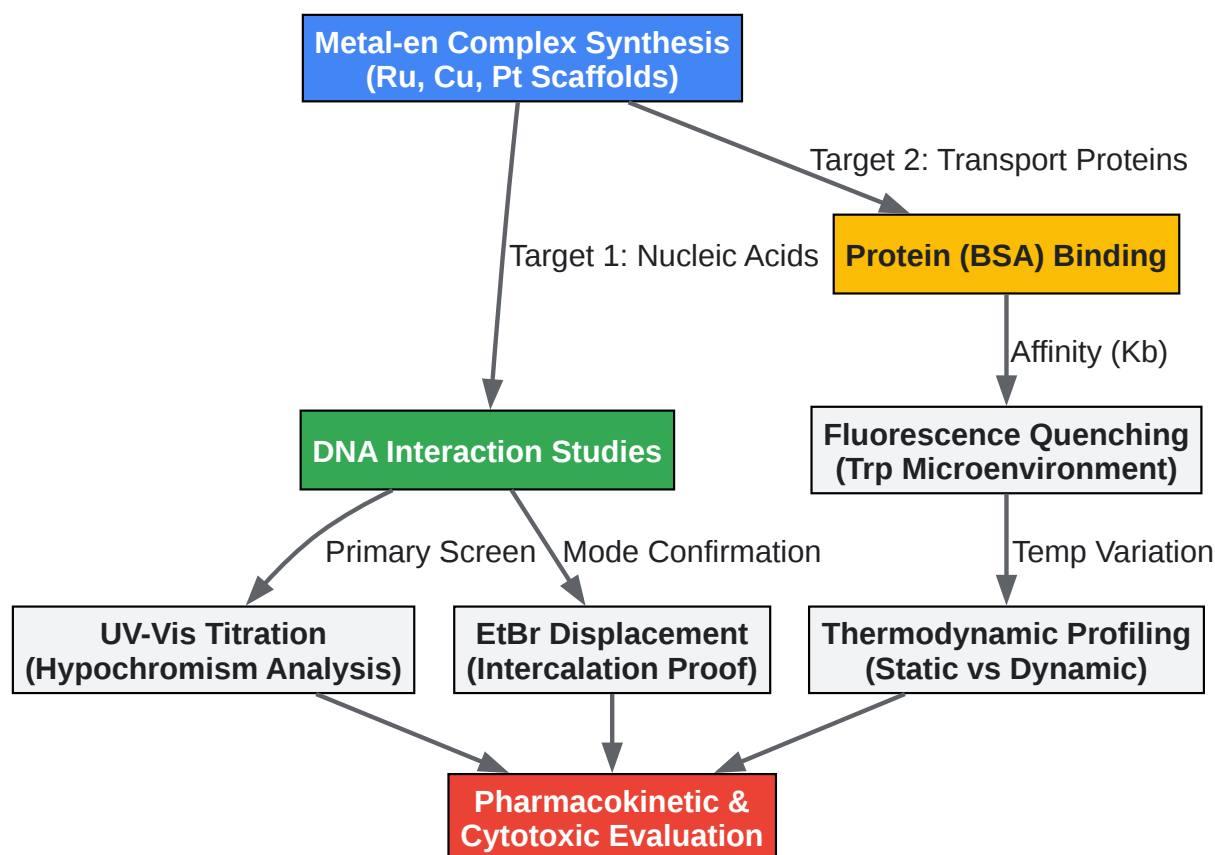 Metal-en Complex Synthesis
(Ru, Cu, Pt Scaffolds)
Target 2: Transport Proteins
Target 1: Nucleic Acids
Protein (BSA) Binding
Affinity (Kb)
DNA Interaction Studies
Fluorescence Quenching
(Trp Microenvironment)
Primary Screen
Mode Confirmation
Temp Variation
UV-Vis Titration
(Hypochromism Analysis)
EtBr Displacement
(Intercalation Proof)
Thermodynamic Profiling
(Static vs Dynamic)
Pharmacokinetic &
Cytotoxic Evaluation